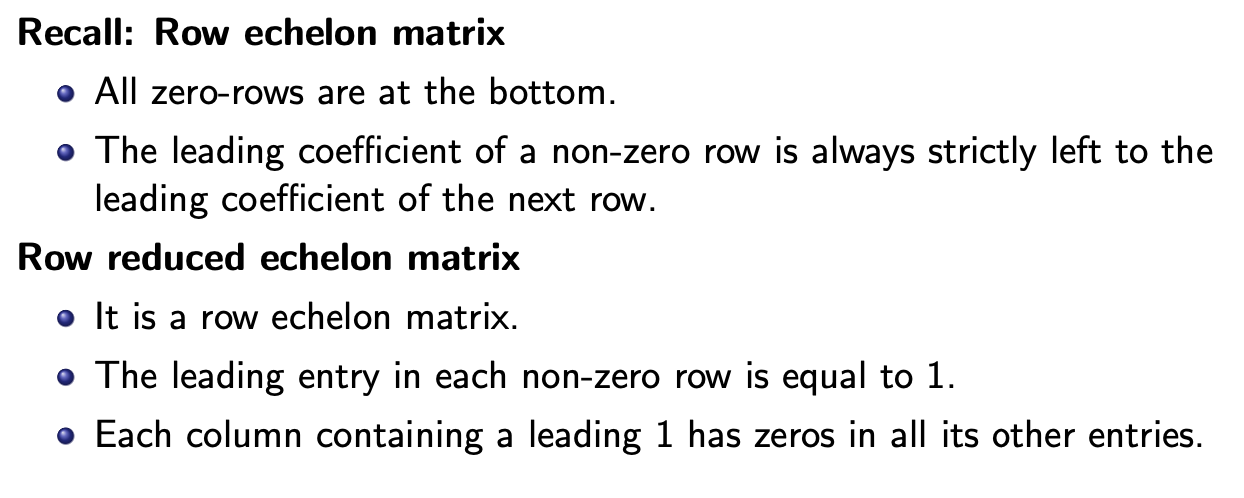 Recall: Row echelon matrix
All zero-rows are at the bottom.
The leading coefficient of a non-zero row is always strictly left to the
leading coefficient of the next row.
Row reduced echelon matrix
It is a row echelon matrix.
The leading entry in each non-zero row is equal to 1.
Each column containing a leading 1 has zeros in all its other entries.